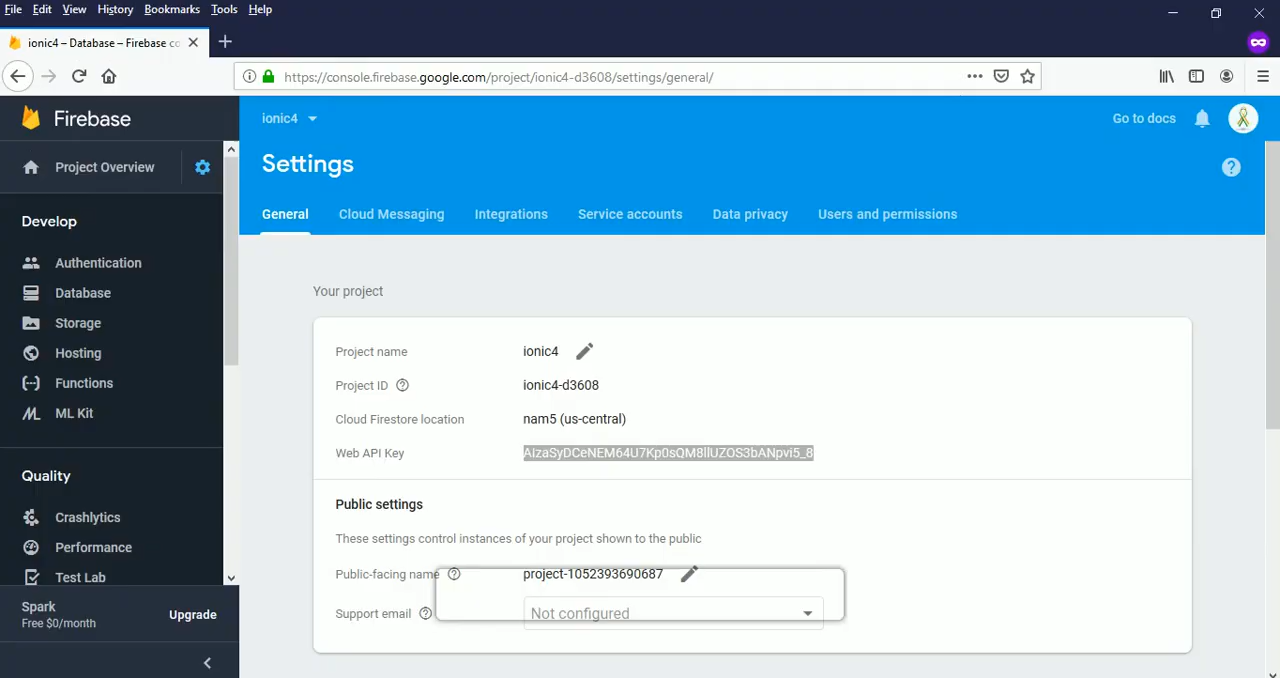 File Edit View History Bookmarks Tools Help
ionic4 – Database – Firebase co
https://console.firebase.google.com/project/ionic4-d3608/settings/general/
Firebase
ionic4
Go to docs
Project Overview
Settings
General Cloud Messaging Integrations Service accounts Data privacy Users and permissions
Develop
Authentication
Database
Storage
Hosting
Functions
ML Kit
Quality
Crashlytics
Performance
Test Lab
Spark
Free $0/month
Upgrade
Your project
Project name ionic4
Project ID ionic4-d3608
Cloud Firestore location nam5 (us-central)
Web API Key AIzaSyDCeNEM64U7Kp0sQM8llUZOS3bANpvi5_8
Public settings
These settings control instances of your project shown to the public
Public-facing name project-1052393690687
Support email Not configured